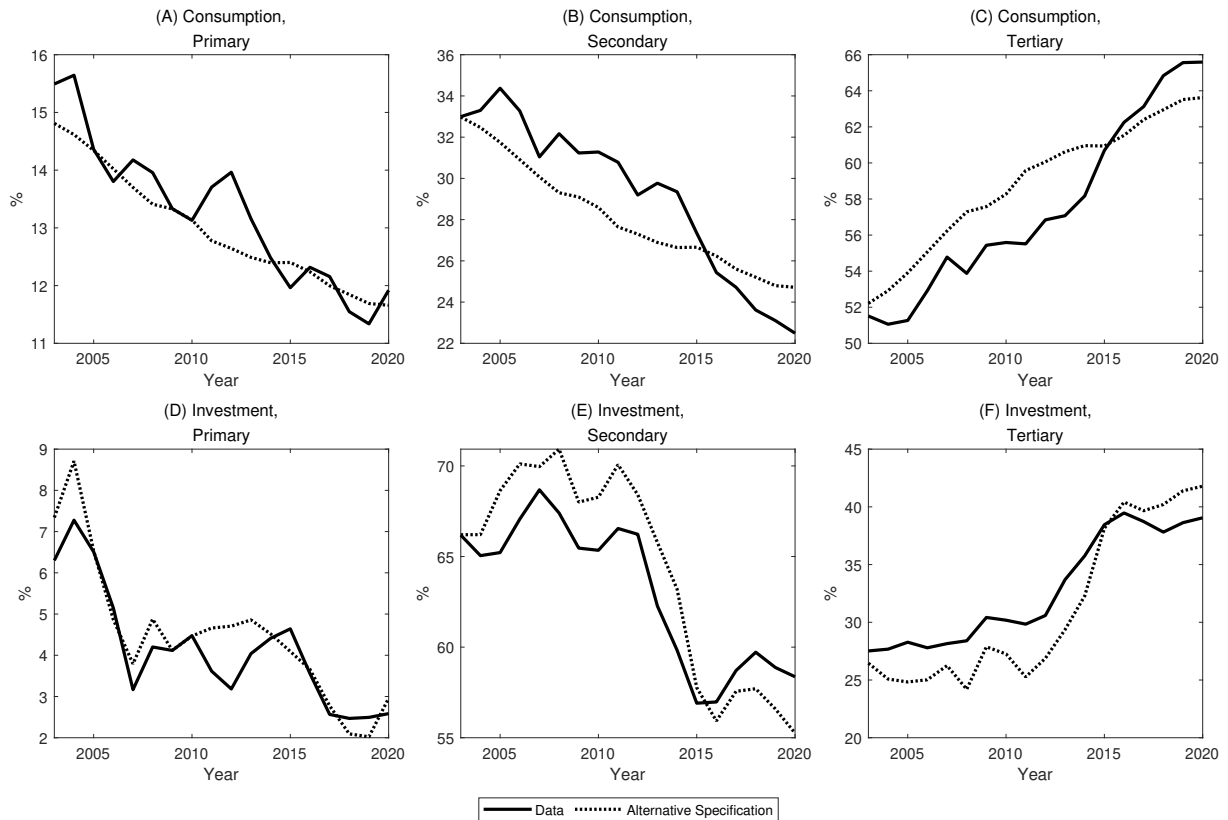 (A) Consumption,
Primary
16
15
14
13
12
11
%
2005 2010 2015 2020
Year
(B) Consumption,
Secondary
36
34
32
30
28
26
24
22
%
2005 2010 2015 2020
Year
(C) Consumption,
Tertiary
66
64
62
60
58
56
54
52
50
%
2005 2010 2015 2020
Year
(D) Investment,
Primary
9
8
7
6
5
4
3
2
%
2005 2010 2015 2020
Year
(E) Investment,
Secondary
70
65
60
55
%
2005 2010 2015 2020
Year
(F) Investment,
Tertiary
45
40
35
30
25
20
%
2005 2010 2015 2020
Year
Data Alternative Specification